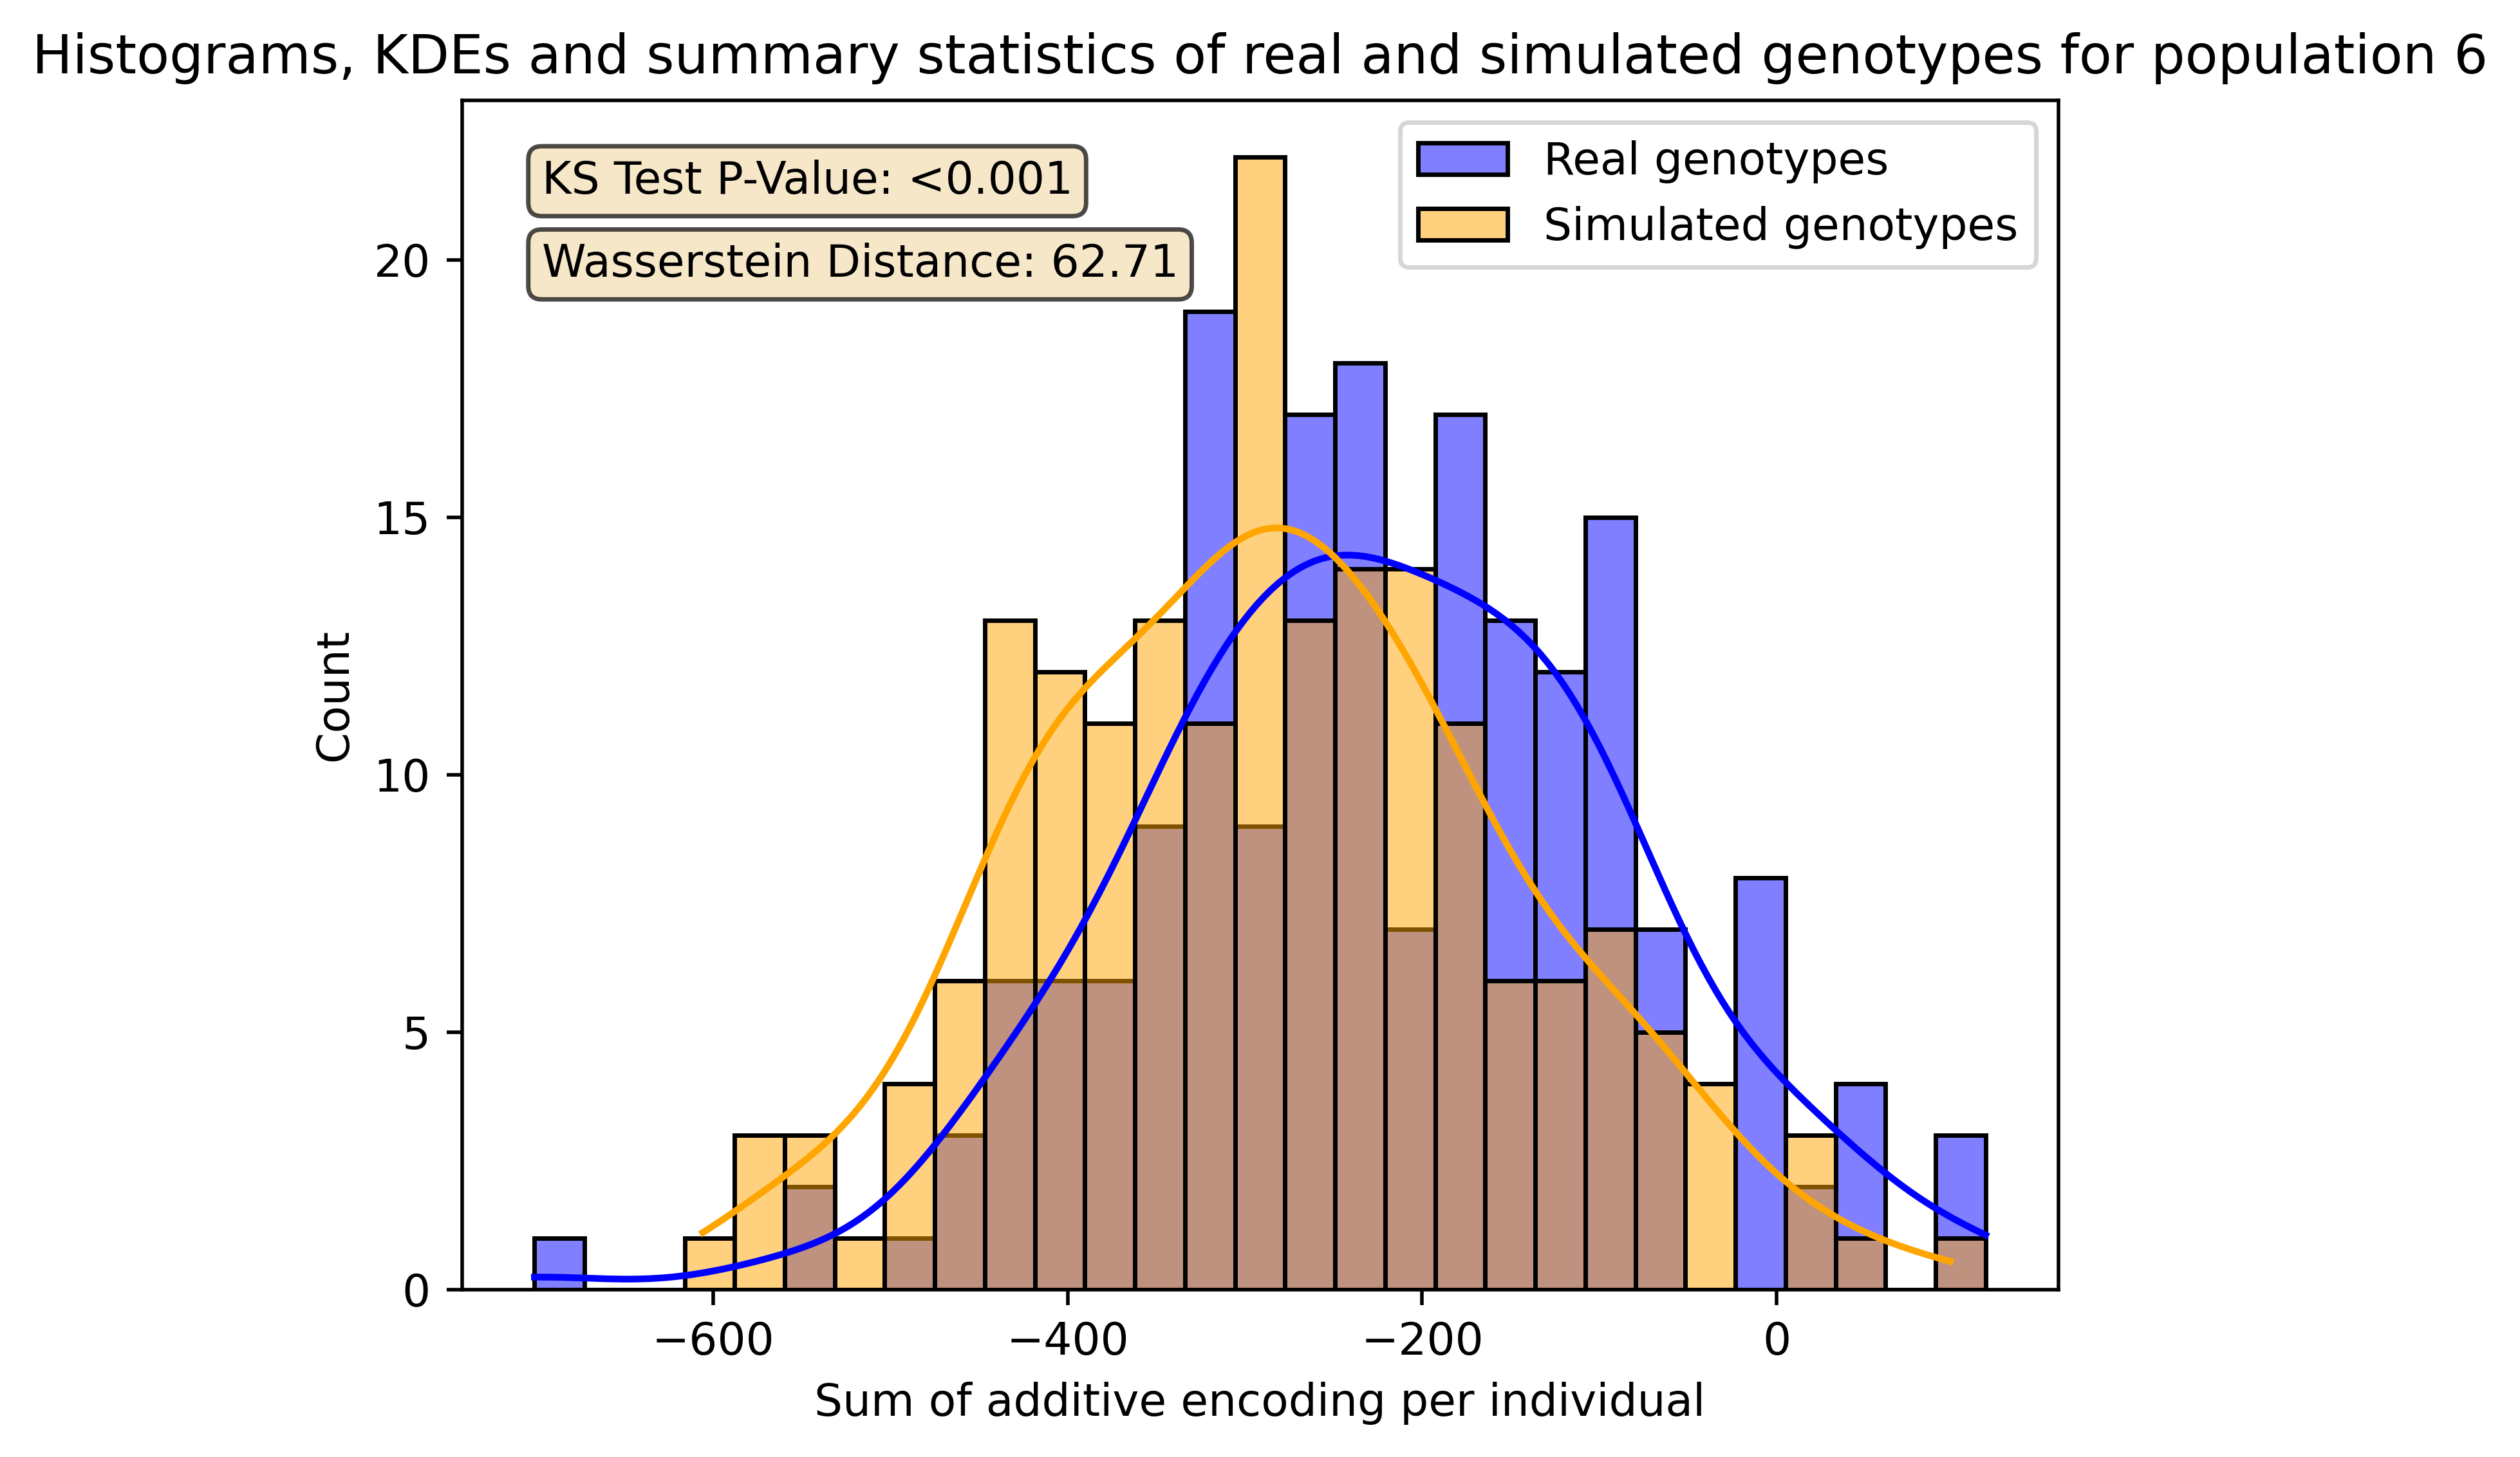 Histograms, KDEs and summary statistics of real and simulated genotypes for population 6
KS Test P-Value: <0.001
Wasserstein Distance: 62.71
Real genotypes
Simulated genotypes
20
15
10
5
0
Count
−600
−400
−200
0
Sum of additive encoding per individual